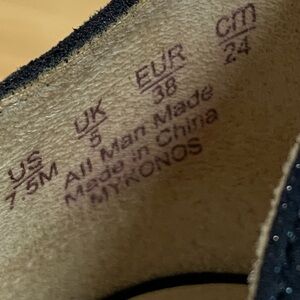 US UK EUR cm
7.5M 5 38 24
All Man Made
Made in China
MYKONOS